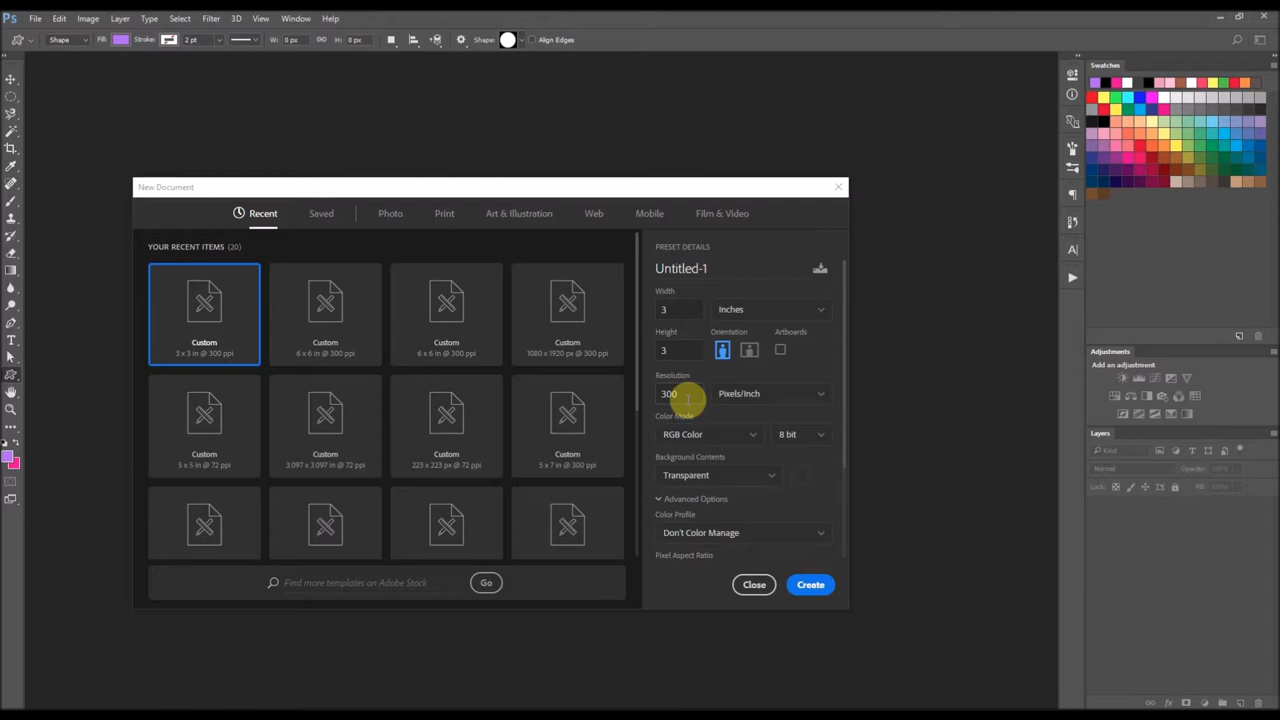 Ps File Edit Image Layer Type Select Filter 3D View Window Help
Shape Fill: Stroke: 2 pt W: 0 px H: 0 px Shape: Align Edges
Swatches
New Document
Recent Saved Photo Print Art & Illustration Web Mobile Film & Video
YOUR RECENT ITEMS (20)
Custom Custom Custom Custom
3 x 3 in @ 300 ppi 6 x 6 in @ 300 ppi 6 x 6 in @ 300 ppi 1080 x 1920 px @ 300 ppi
Custom Custom Custom Custom
5 x 5 in @ 72 ppi 3.097 x 3.097 in @ 72 ppi 223 x 223 px @ 72 ppi 5 x 7 in @ 300 ppi
Find more templates on Adobe Stock Go
PRESET DETAILS
Untitled-1
Width
3 Inches
Height Orientation Artboards
3
Resolution
300 Pixels/Inch
Color Mode
RGB Color 8 bit
Background Contents
Transparent
Advanced Options
Color Profile
Don't Color Manage
Pixel Aspect Ratio
Close Create
Adjustments
Add an adjustment
Layers
Kind
Normal Opacity: 100%
Lock: Fill: 100%